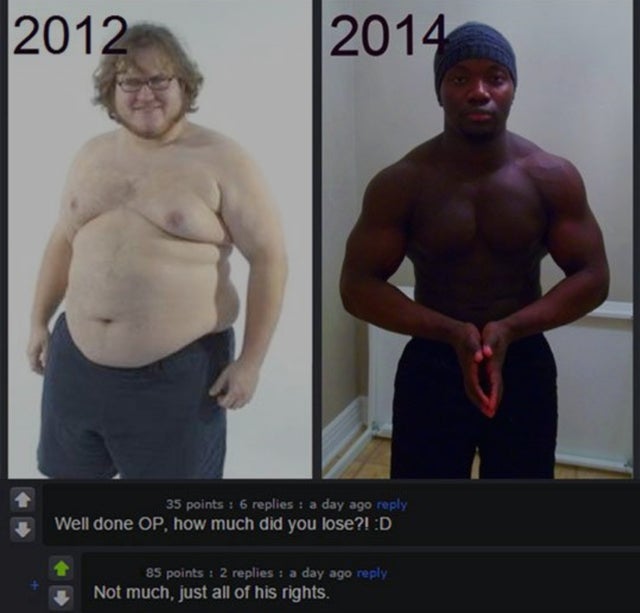 2012
2014
35 points : 6 replies : a day ago reply
Well done OP, how much did you lose?! :D
85 points : 2 replies : a day ago reply
+
Not much, just all of his rights.